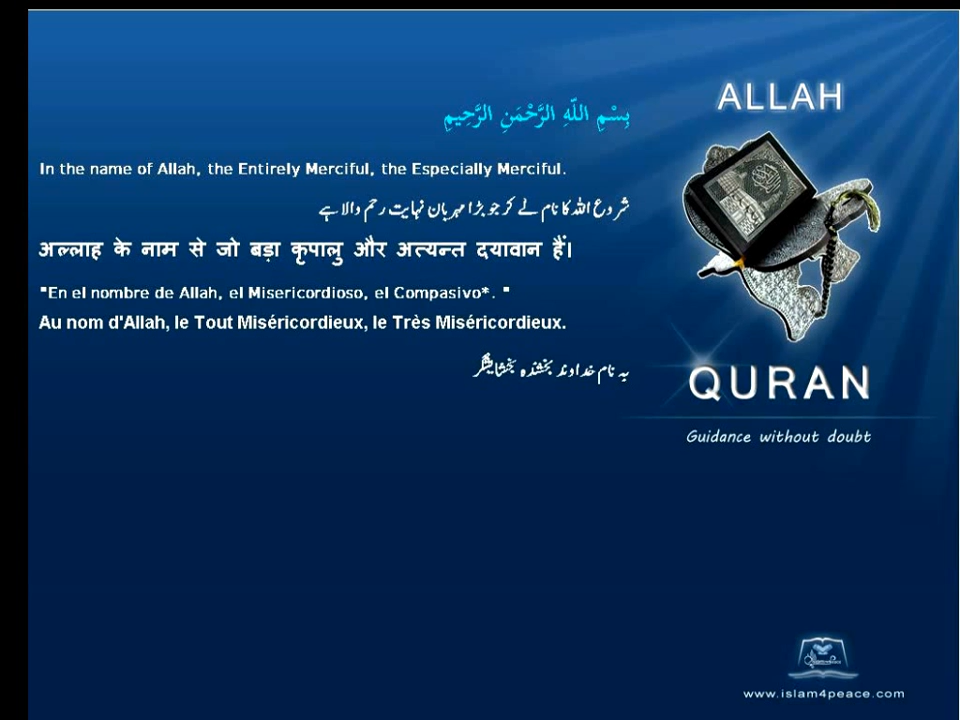 بِسْمِ اللّهِ الرَّحْمَنِ الرَّحِيمِ
In the name of Allah, the Entirely Merciful, the Especially Merciful.
شروع اللہ کا نام لے کر جو بڑا مہربان نہایت رحم والا ہے
अल्लाह के नाम से जो बड़ा कृपालु और अत्यन्त दयावान हैं।
"En el nombre de Allah, el Misericordioso, el Compasivo*. "
Au nom d'Allah, le Tout Miséricordieux, le Très Miséricordieux.
به نام خداوند بخشنده بخشایشگر
ALLAH
QURAN
Guidance without doubt
www.islam4peace.com